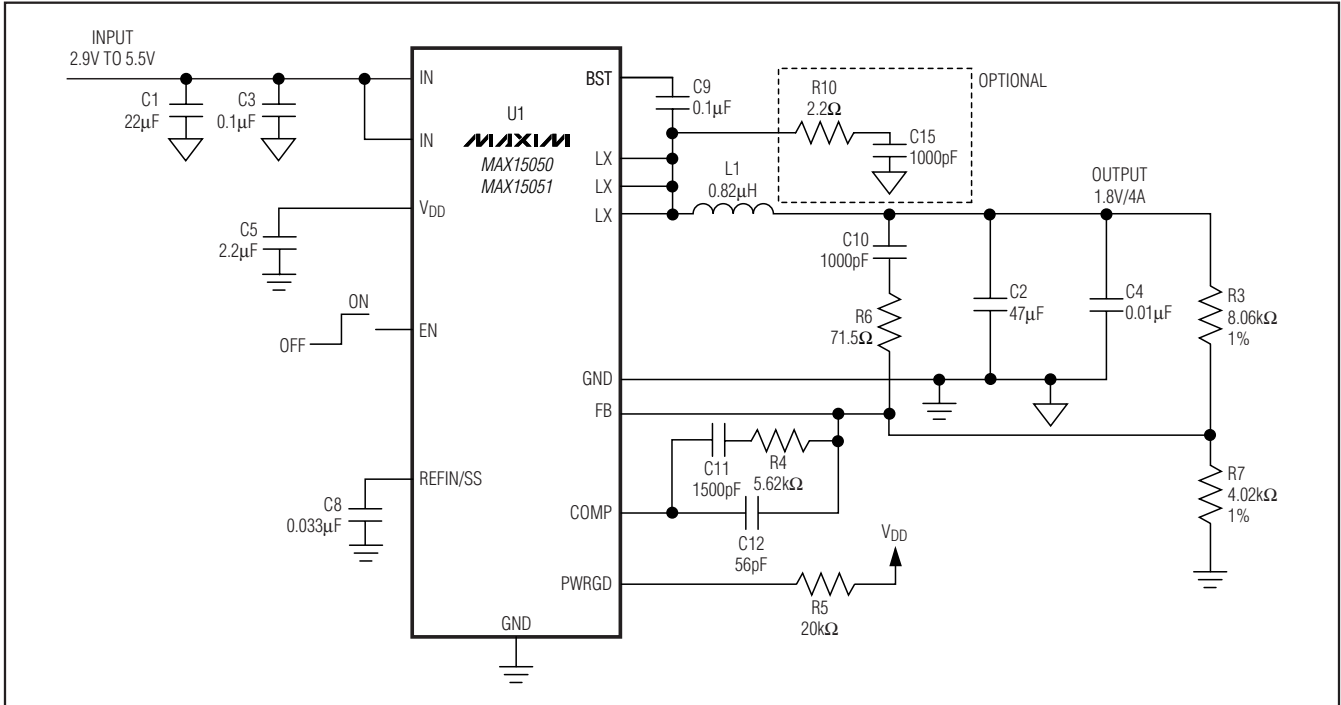 INPUT
2.9V TO 5.5V
C1
22µF
C3
0.1µF
IN
IN
U1
MAXIM
MAX15050
MAX15051
BST
C9
0.1µF
R10
2.2Ω
C15
1000pF
OPTIONAL
LX
LX
LX
L1
0.82µH
OUTPUT
1.8V/4A
VDD
C5
2.2µF
C10
1000pF
R6
71.5Ω
C2
47µF
C4
0.01µF
R3
8.06kΩ
1%
ON
OFF
EN
GND
FB
C11
1500pF
R4
5.62kΩ
REFIN/SS
C8
0.033µF
COMP
C12
56pF
R7
4.02kΩ
1%
VDD
PWRGD
R5
20kΩ
GND